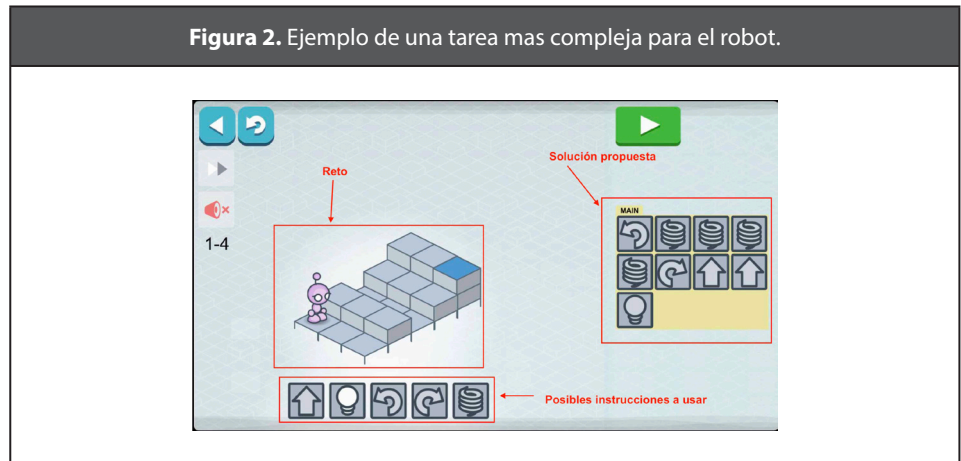 Figura 2. Ejemplo de una tarea mas compleja para el robot.
Solución propuesta
Reto
MAIN
1-4
Posibles instrucciones a usar